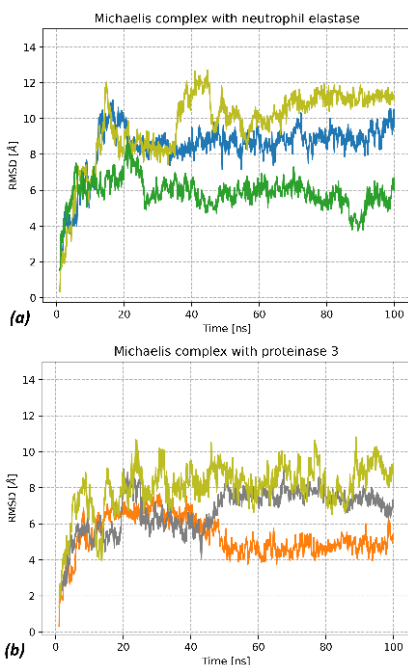 Michaelis complex with neutrophil elastase
14
12
10
8
6
4
2
0
RMSD [Å]
0 20 40 60 80 100
Time [ns]
(a)
Michaelis complex with proteinase 3
14
12
10
8
6
4
2
0
RMSD [Å]
0 20 40 60 80 100
Time [ns]
(b)